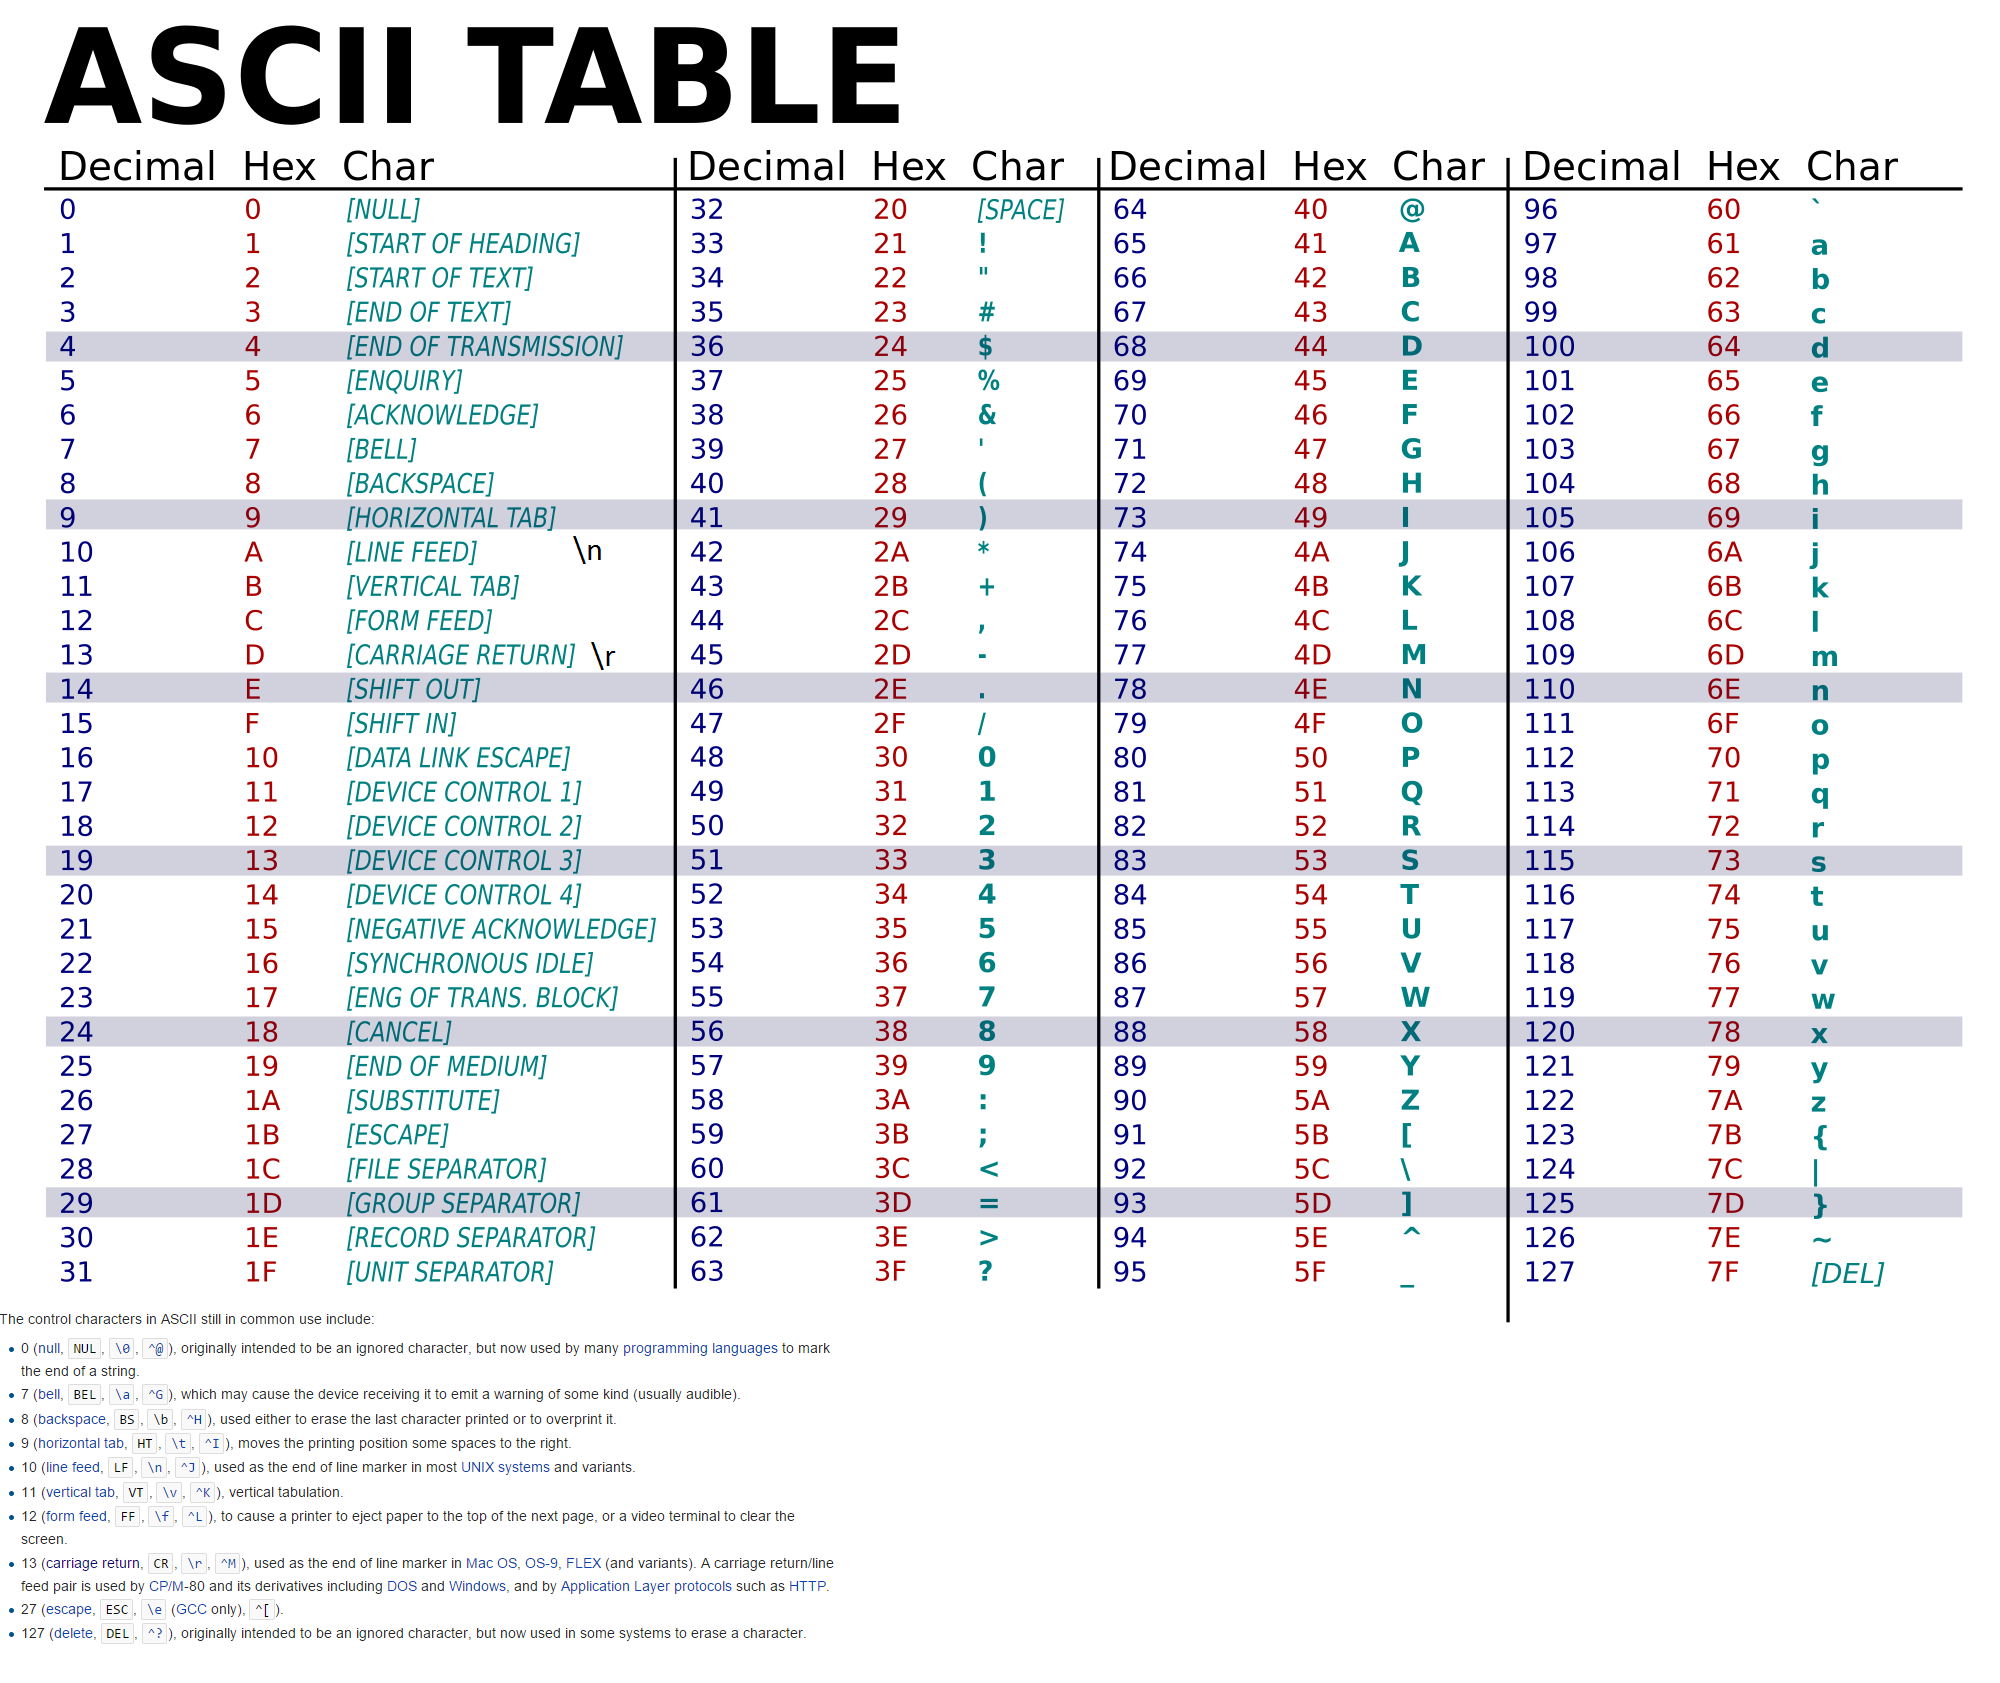 ASCII TABLE
Decimal Hex Char Decimal Hex Char Decimal Hex Char Decimal Hex Char
0 0 [NULL] 32 20 [SPACE] 64 40 @ 96 60 `
1 1 [START OF HEADING] 33 21 ! 65 41 A 97 61 a
2 2 [START OF TEXT] 34 22 " 66 42 B 98 62 b
3 3 [END OF TEXT] 35 23 # 67 43 C 99 63 c
4 4 [END OF TRANSMISSION] 36 24 $ 68 44 D 100 64 d
5 5 [ENQUIRY] 37 25 % 69 45 E 101 65 e
6 6 [ACKNOWLEDGE] 38 26 & 70 46 F 102 66 f
7 7 [BELL] 39 27 ' 71 47 G 103 67 g
8 8 [BACKSPACE] 40 28 ( 72 48 H 104 68 h
9 9 [HORIZONTAL TAB] 41 29 ) 73 49 I 105 69 i
10 A [LINE FEED] \n 42 2A * 74 4A J 106 6A j
11 B [VERTICAL TAB] 43 2B + 75 4B K 107 6B k
12 C [FORM FEED] 44 2C , 76 4C L 108 6C l
13 D [CARRIAGE RETURN] \r 45 2D - 77 4D M 109 6D m
14 E [SHIFT OUT] 46 2E . 78 4E N 110 6E n
15 F [SHIFT IN] 47 2F / 79 4F O 111 6F o
16 10 [DATA LINK ESCAPE] 48 30 0 80 50 P 112 70 p
17 11 [DEVICE CONTROL 1] 49 31 1 81 51 Q 113 71 q
18 12 [DEVICE CONTROL 2] 50 32 2 82 52 R 114 72 r
19 13 [DEVICE CONTROL 3] 51 33 3 83 53 S 115 73 s
20 14 [DEVICE CONTROL 4] 52 34 4 84 54 T 116 74 t
21 15 [NEGATIVE ACKNOWLEDGE] 53 35 5 85 55 U 117 75 u
22 16 [SYNCHRONOUS IDLE] 54 36 6 86 56 V 118 76 v
23 17 [ENG OF TRANS. BLOCK] 55 37 7 87 57 W 119 77 w
24 18 [CANCEL] 56 38 8 88 58 X 120 78 x
25 19 [END OF MEDIUM] 57 39 9 89 59 Y 121 79 y
26 1A [SUBSTITUTE] 58 3A : 90 5A Z 122 7A z
27 1B [ESCAPE] 59 3B ; 91 5B [ 123 7B {
28 1C [FILE SEPARATOR] 60 3C < 92 5C \ 124 7C |
29 1D [GROUP SEPARATOR] 61 3D = 93 5D ] 125 7D }
30 1E [RECORD SEPARATOR] 62 3E > 94 5E ^ 126 7E ~
31 1F [UNIT SEPARATOR] 63 3F ? 95 5F _ 127 7F [DEL]
The control characters in ASCII still in common use include:
• 0 (null, NUL, \0, ^@), originally intended to be an ignored character, but now used by many programming languages to mark
the end of a string.
• 7 (bell, BEL, \a, ^G), which may cause the device receiving it to emit a warning of some kind (usually audible).
• 8 (backspace, BS, \b, ^H), used either to erase the last character printed or to overprint it.
• 9 (horizontal tab, HT, \t, ^I), moves the printing position some spaces to the right.
• 10 (line feed, LF, \n, ^J), used as the end of line marker in most UNIX systems and variants.
• 11 (vertical tab, VT, \v, ^K), vertical tabulation.
• 12 (form feed, FF, \f, ^L), to cause a printer to eject paper to the top of the next page, or a video terminal to clear the
screen.
• 13 (carriage return, CR, \r, ^M), used as the end of line marker in Mac OS, OS-9, FLEX (and variants). A carriage return/line
feed pair is used by CP/M-80 and its derivatives including DOS and Windows, and by Application Layer protocols such as HTTP.
• 27 (escape, ESC, \e (GCC only), ^[).
• 127 (delete, DEL, ^?), originally intended to be an ignored character, but now used in some systems to erase a character.